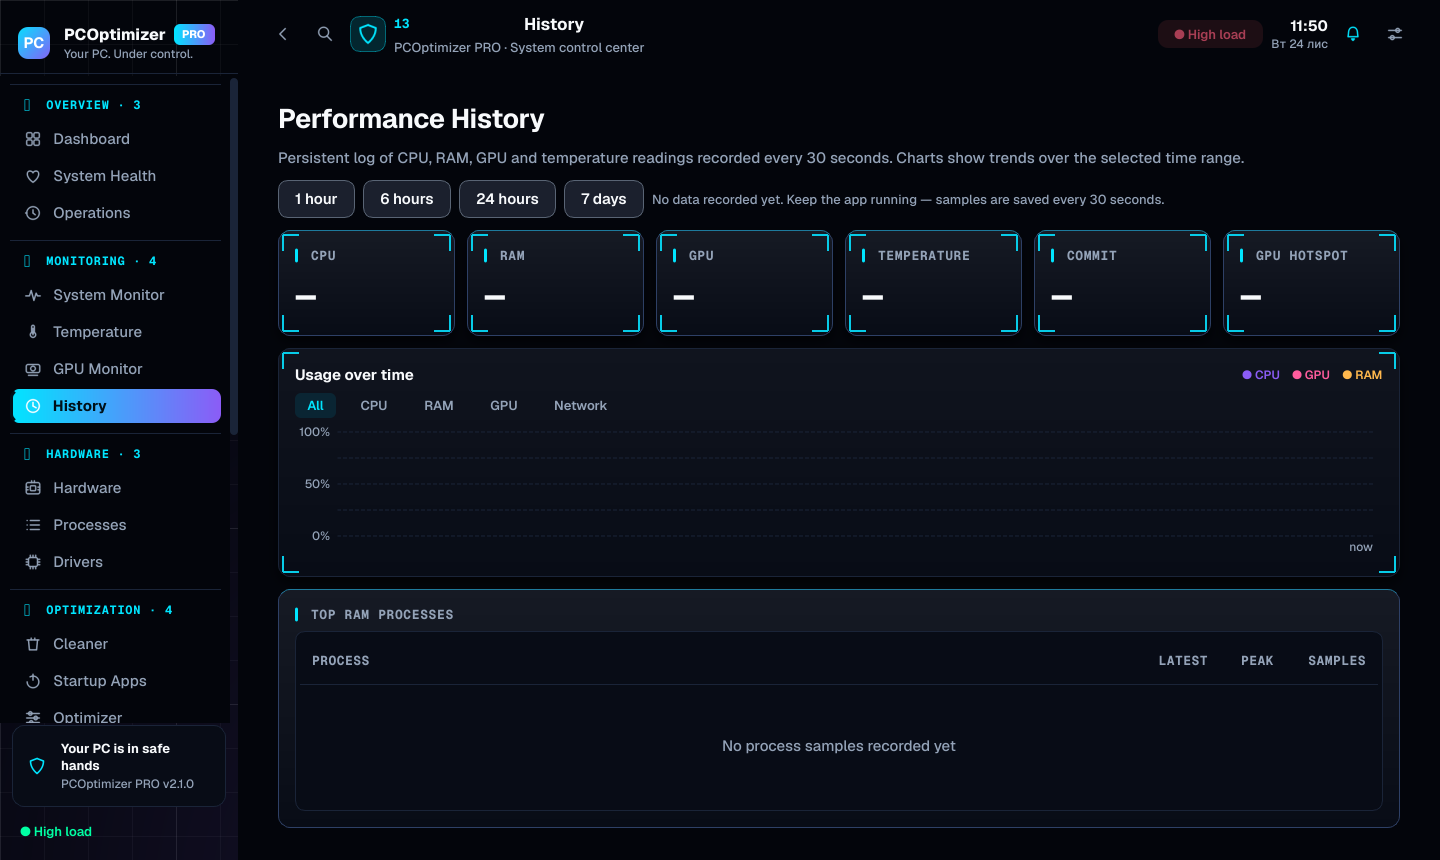 PC
PCOptimizer PRO
Your PC. Under control.
OVERVIEW · 3
Dashboard
System Health
Operations
MONITORING · 4
System Monitor
Temperature
GPU Monitor
History
HARDWARE · 3
Hardware
Processes
Drivers
OPTIMIZATION · 4
Cleaner
Startup Apps
Optimizer
Your PC is in safe
hands
PCOptimizer PRO v2.1.0
High load
13
History
PCOptimizer PRO · System control center
High load
11:50
Вт 24 лис
Performance History
Persistent log of CPU, RAM, GPU and temperature readings recorded every 30 seconds. Charts show trends over the selected time range.
1 hour
6 hours
24 hours
7 days
No data recorded yet. Keep the app running — samples are saved every 30 seconds.
CPU
—
RAM
—
GPU
—
TEMPERATURE
—
COMMIT
—
GPU HOTSPOT
—
Usage over time
CPU
GPU
RAM
All
CPU
RAM
GPU
Network
100%
50%
0%
now
TOP RAM PROCESSES
PROCESS
LATEST
PEAK
SAMPLES
No process samples recorded yet